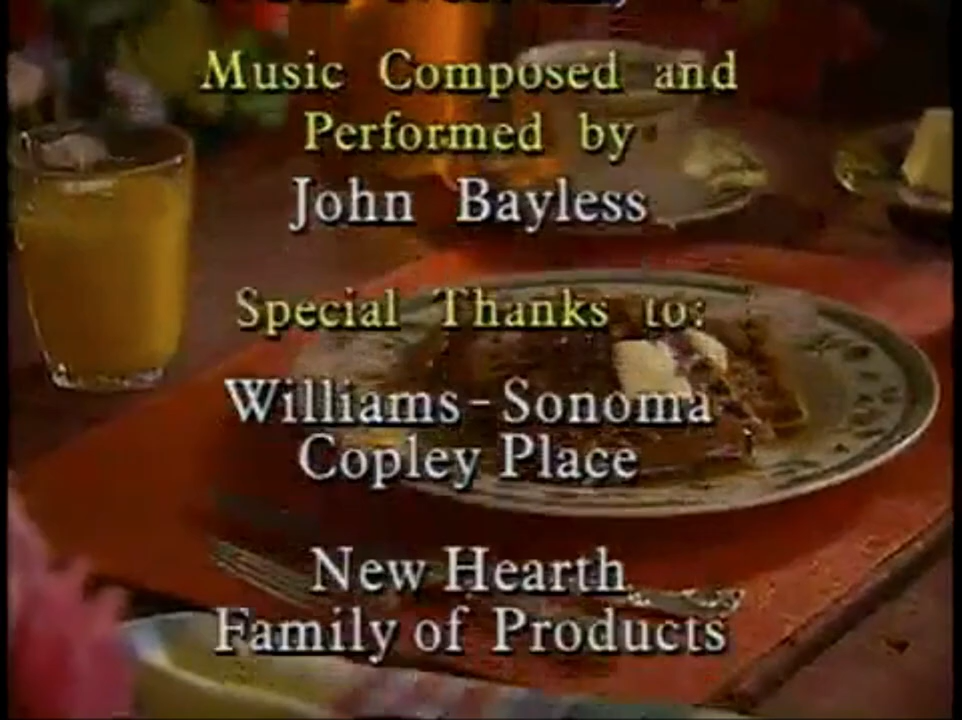 Music Composed and
Performed by
John Bayless
Special Thanks to:
Williams-Sonoma
Copley Place
New Hearth
Family of Products